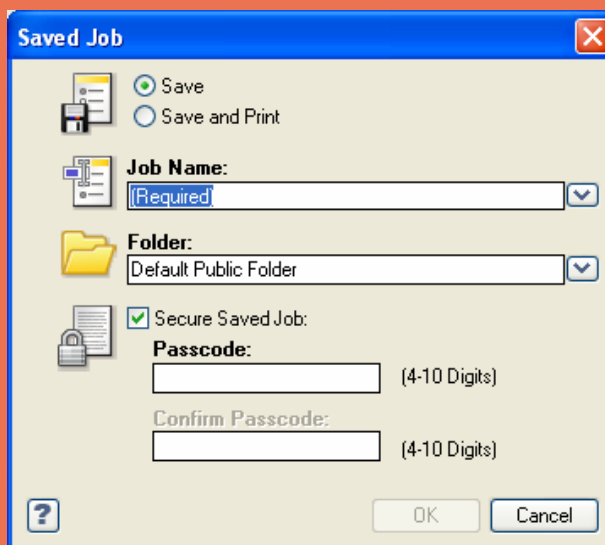 Saved Job
Save
Save and Print
Job Name:
(Required)
Folder:
Default Public Folder
Secure Saved Job:
Passcode:
(4-10 Digits)
Confirm Passcode:
(4-10 Digits)
?
OK Cancel